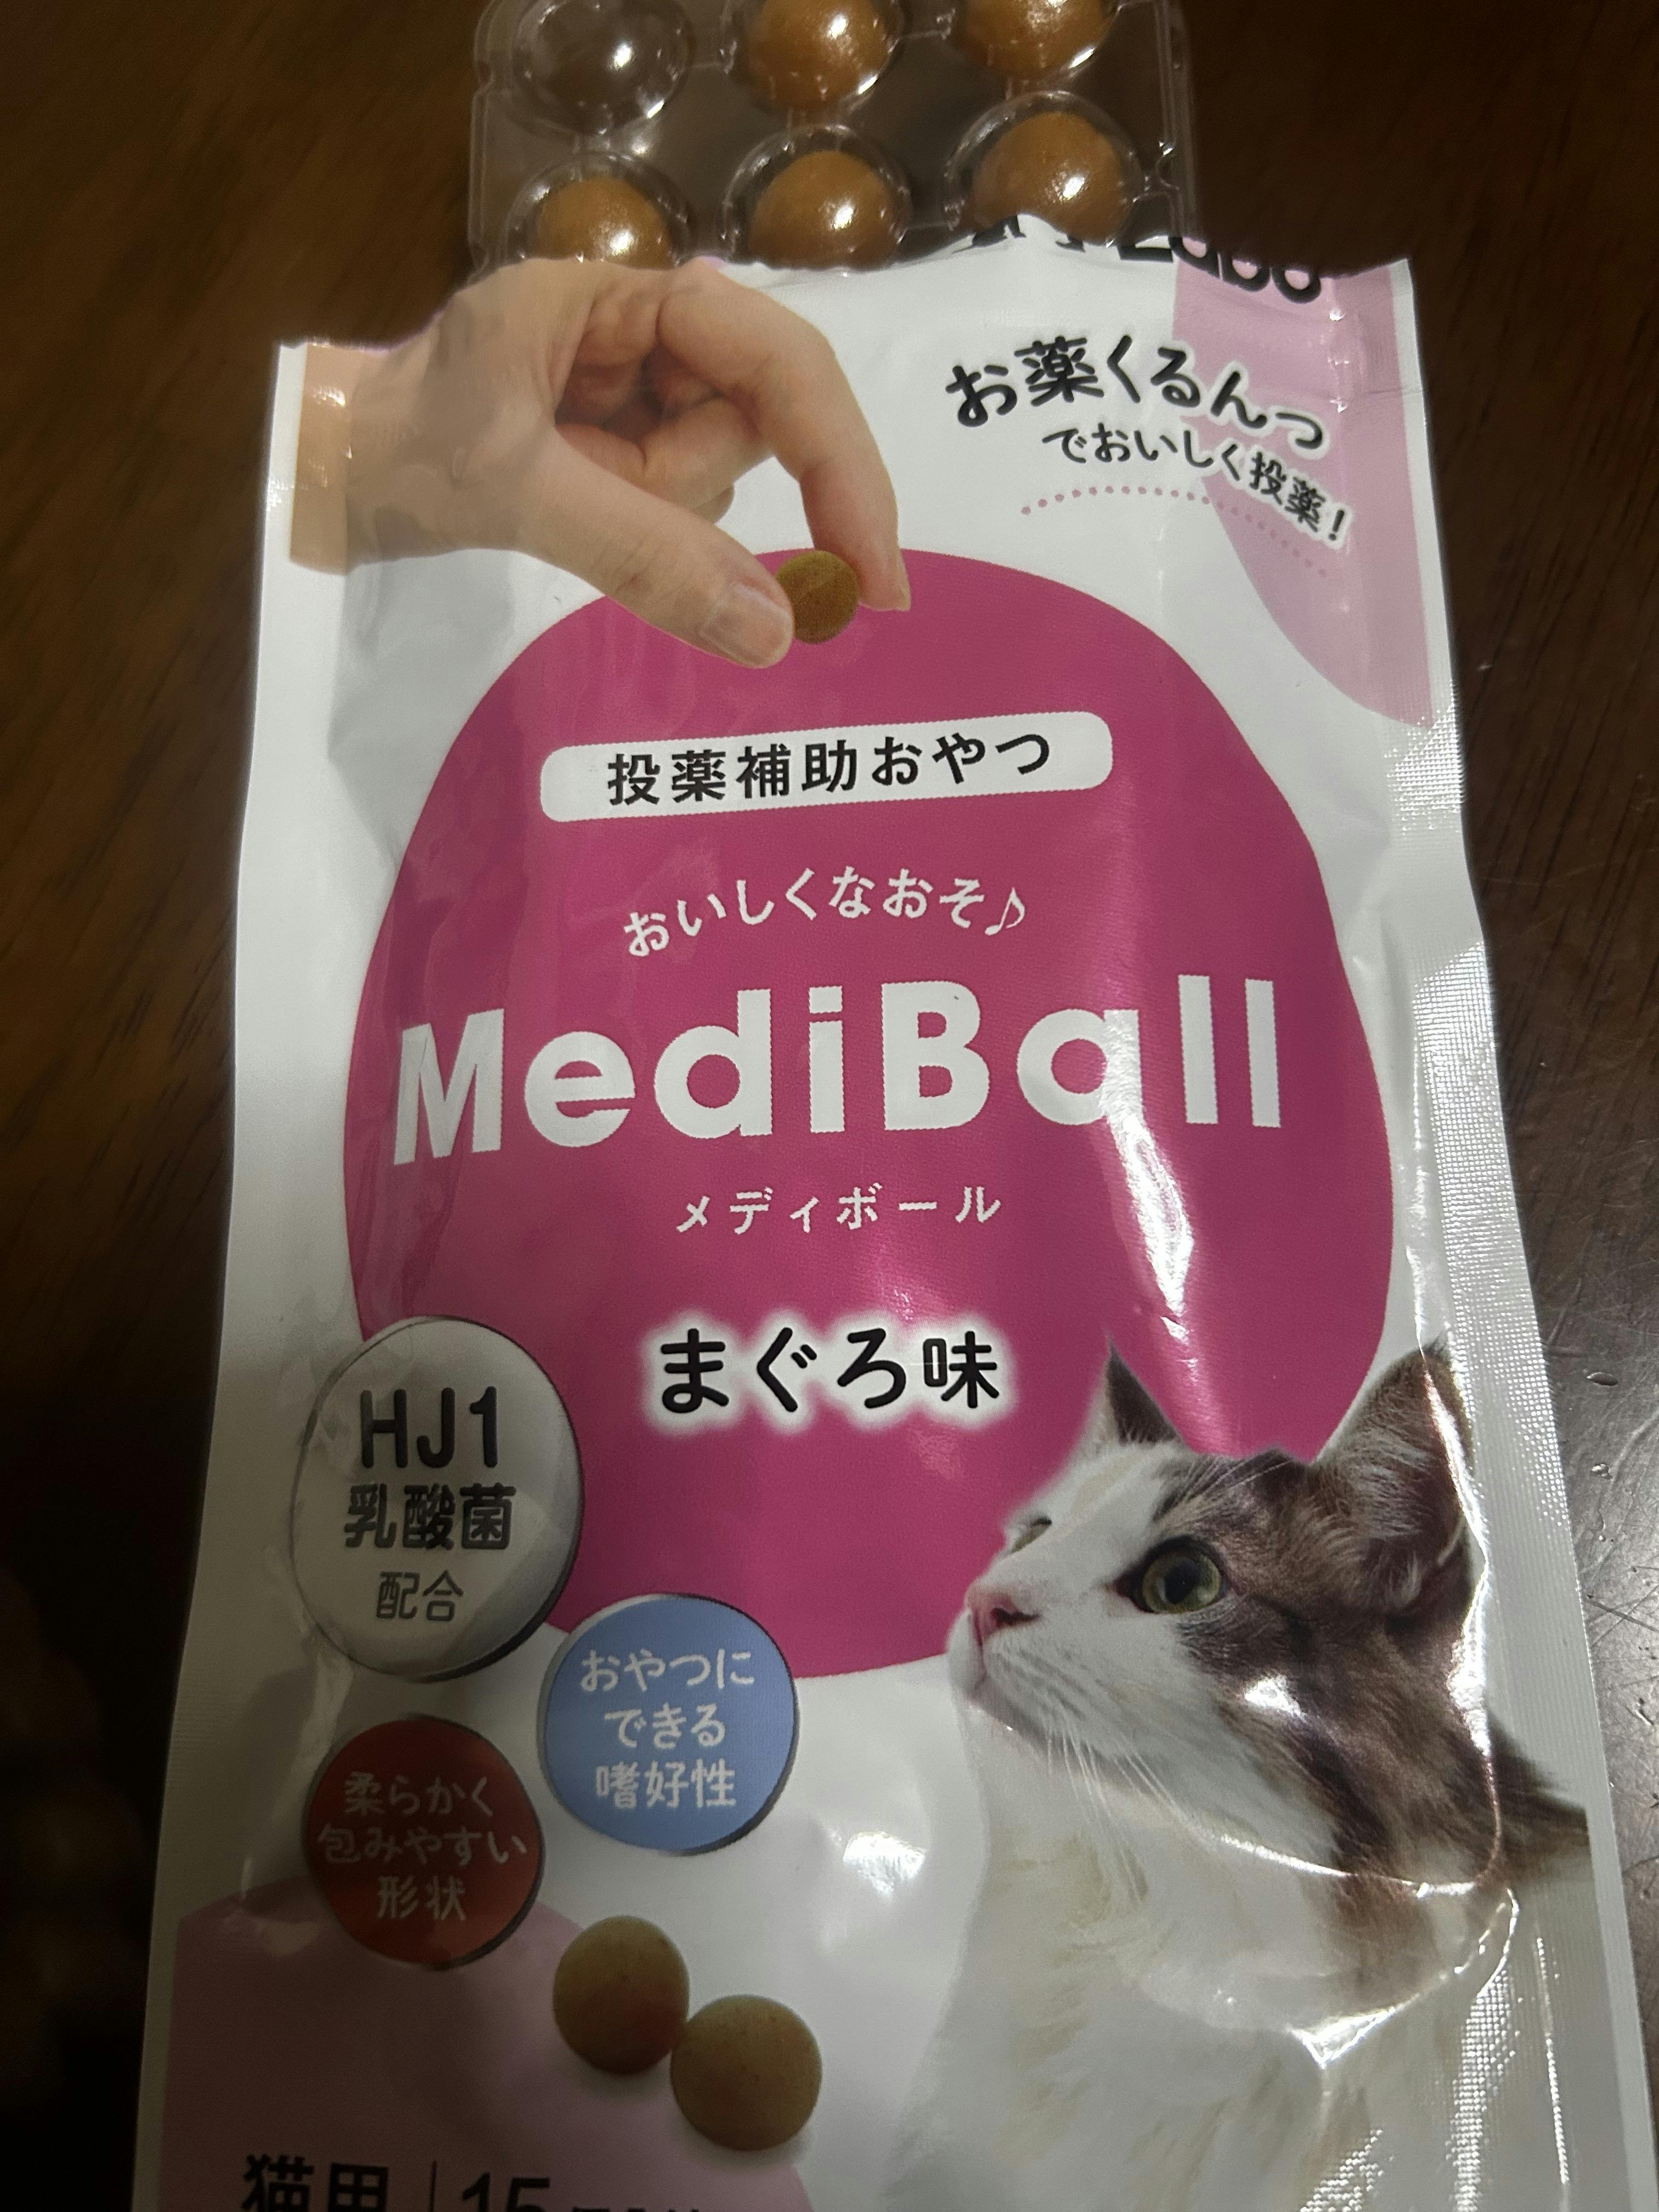 お薬くるんっ
でおいしく投薬!
投薬補助おやつ
おいしくなおそ♪
MediBall
メディボール
まぐろ味
HJ1
乳酸菌
配合
おやつに
できる
嗜好性
柔らかく
包みやすい
形状
猫用 15